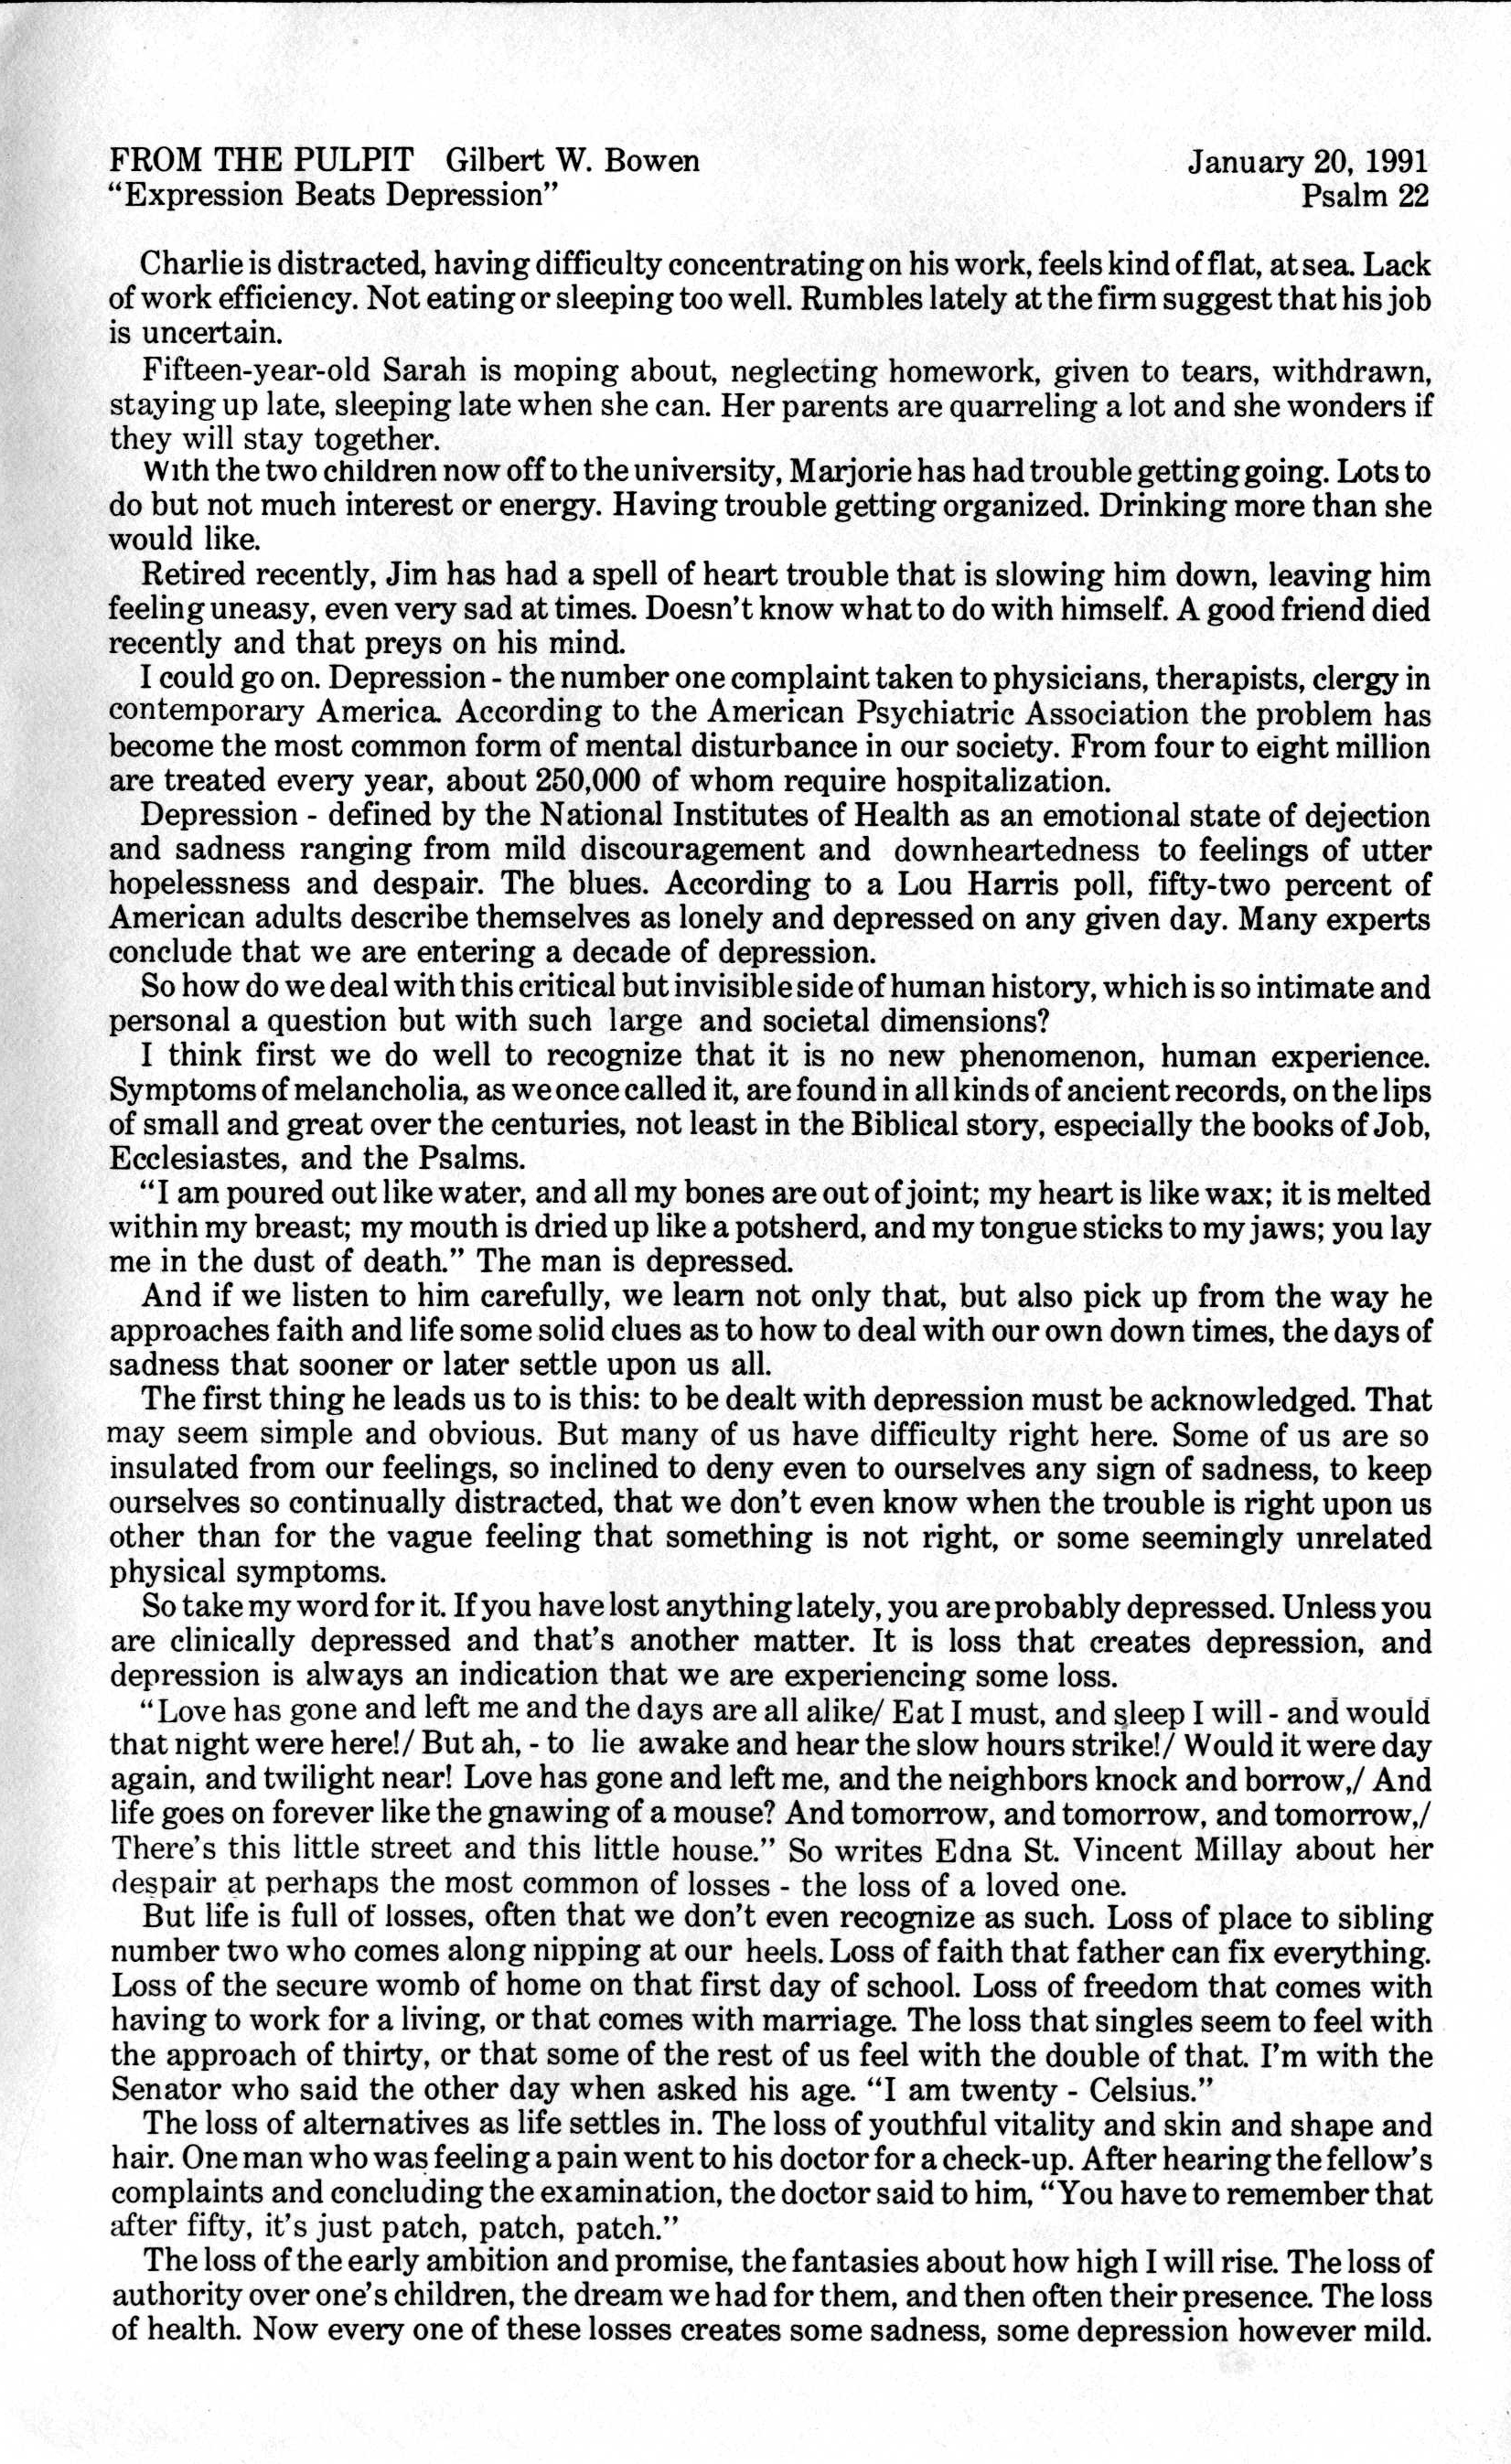 FROM THE PULPIT Gilbert W. Bowen January 20, 1991
“Expression Beats Depression” Psalm 22
Charlie is distracted, having difficulty concentrating on his work, feels kind of flat, at sea. Lack
of work efficiency. Not eating or sleeping too well. Rumbles lately at the firm suggest that his job
is uncertain.
Fifteen-year-old Sarah is moping about, neglecting homework, given to tears, withdrawn,
staying up late, sleeping late when she can. Her parents are quarreling a lot and she wonders if
they will stay together.
With the two children now off to the university, Marjorie has had trouble getting going. Lots to
do but not much interest or energy. Having trouble getting organized. Drinking more than she
would like.
Retired recently, Jim has had a spell of heart trouble that is slowing him down, leaving him
feeling uneasy, even very sad at times. Doesn't know what to do with himself. A good friend died
recently and that preys on his mind.
I could go on. Depression - the number one complaint taken to physicians, therapists, clergy in
contemporary America. According to the American Psychiatric Association the problem has
become the most common form of mental disturbance in our society. From four to eight million
are treated every year, about 250,000 of whom require hospitalization.
Depression - defined by the National Institutes of Health as an emotional state of dejection
and sadness ranging from mild discouragement and downheartedness to feelings of utter
hopelessness and despair. The blues. According to a Lou Harris poll, fifty-two percent of
American adults describe themselves as lonely and depressed on any given day. Many experts
conclude that we are entering a decade of depression.
So how do we deal with this critical but invisible side of human history, which is so intimate and
personal a question but with such large and societal dimensions?
I think first we do well to recognize that it is no new phenomenon, human experience.
Symptoms of melancholia, as we once called it, are found in all kinds of ancient records, on the lips
of small and great over the centuries, not least in the Biblical story, especially the books of Job,
Ecclesiastes, and the Psalms.
“I am poured out like water, and all my bones are out of joint; my heart is like wax; it is melted
within my breast; my mouth is dried up like a potsherd, and my tongue sticks to my jaws; you lay
me in the dust of death.” The man is depressed.
And if we listen to him carefully, we learn not only that, but also pick up from the way he
approaches faith and life some solid clues as to how to deal with our own down times, the days of
sadness that sooner or later settle upon us all.
The first thing he leads us to is this: to be dealt with depression must be acknowledged. That
may seem simple and obvious. But many of us have difficulty right here. Some of us are so
insulated from our feelings, so inclined to deny even to ourselves any sign of sadness, to keep
ourselves so continually distracted, that we don't even know when the trouble is right upon us
other than for the vague feeling that something is not right, or some seemingly unrelated
physical symptoms.
So take my word for it. If you have lost anything lately, you are probably depressed. Unless you
are clinically depressed and that's another matter. It is loss that creates depression, and
depression is always an indication that we are experiencing some loss.
“Love has gone and left me and the days are all alike/ Eat I must, and sleep I will - and would
that night were here!/ But ah, - to lie awake and hear the slow hours strike!/ Would it were day
again, and twilight near! Love has gone and left me, and the neighbors knock and borrow,/ And
life goes on forever like the gnawing of a mouse? And tomorrow, and tomorrow, and tomorrow,/
There's this little street and this little house.” So writes Edna St. Vincent Millay about her
despair at perhaps the most common of losses - the loss of a loved one.
But life is full of losses, often that we don't even recognize as such. Loss of place to sibling
number two who comes along nipping at our heels. Loss of faith that father can fix everything.
Loss of the secure womb of home on that first day of school. Loss of freedom that comes with
having to work for a living, or that comes with marriage. The loss that singles seem to feel with
the approach of thirty, or that some of the rest of us feel with the double of that. I'm with the
Senator who said the other day when asked his age. “I am twenty - Celsius.”
The loss of alternatives as life settles in. The loss of youthful vitality and skin and shape and
hair. One man who was feeling a pain went to his doctor for a check-up. After hearing the fellow's
complaints and concluding the examination, the doctor said to him, “You have to remember that
after fifty, it's just patch, patch, patch.”
The loss of the early ambition and promise, the fantasies about how high I will rise. The loss of
authority over one's children, the dream we had for them, and then often their presence. The loss
of health. Now every one of these losses creates some sadness, some depression however mild.